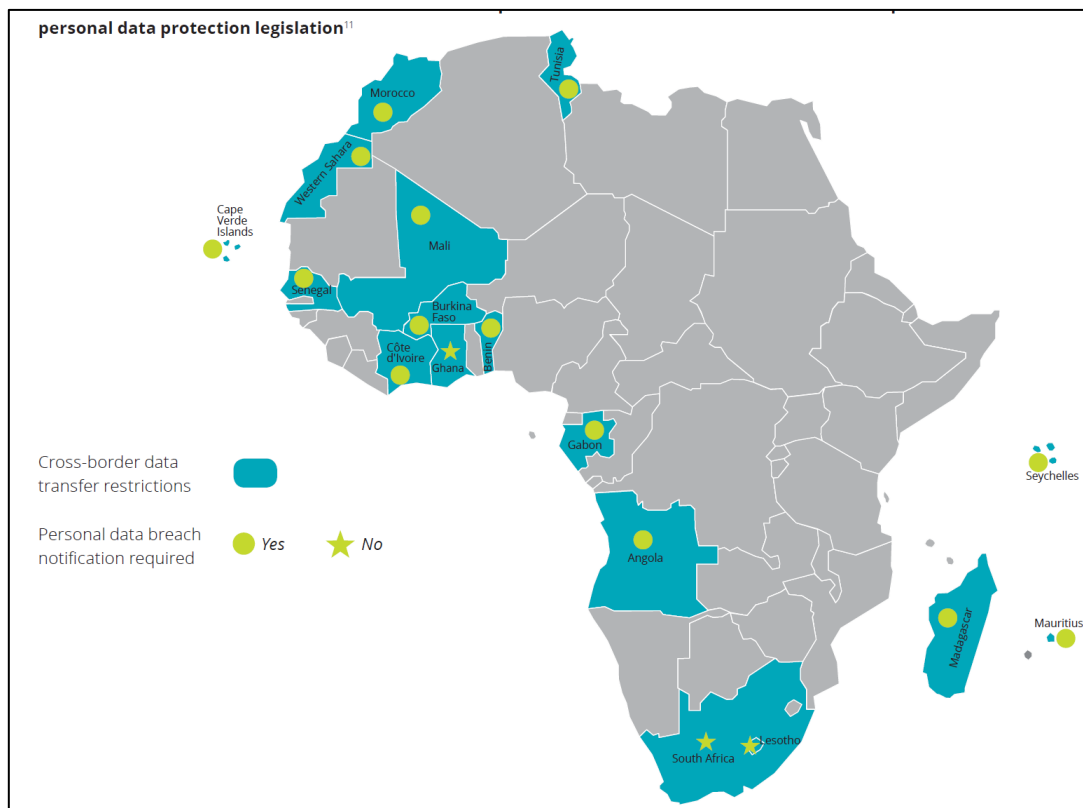 personal data protection legislation11
Tunisia
Morocco
Western Sahara
Cape
Verde
Islands
Mali
Senegal
Burkina
Faso
Côte
d'Ivoire
Ghana
Benin
Gabon
Cross-border data
transfer restrictions
Seychelles
Personal data breach
notification required
Yes
No
Angola
Madagascar
Mauritius
Lesotho
South Africa